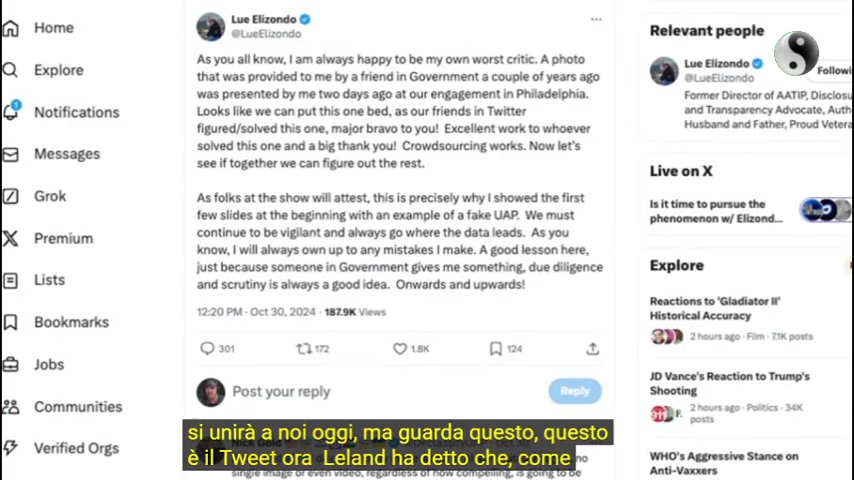 Home
Explore
1
Notifications
Messages
Grok
Premium
Lists
Bookmarks
Jobs
Communities
Verified Orgs
Lue Elizondo
@LueElizondo
As you all know, I am always happy to be my own worst critic. A photo
that was provided to me by a friend in Government a couple of years ago
was presented by me two days ago at our engagement in Philadelphia.
Looks like we can put this one bed, as our friends in Twitter
figured/solved this one, major bravo to you! Excellent work to whoever
solved this one and a big thank you! Crowdsourcing works. Now let's
see if together we can figure out the rest.
As folks at the show will attest, this is precisely why I showed the first
few slides at the beginning with an example of a fake UAP. We must
continue to be vigilant and always go where the data leads. As you
know, I will always own up to any mistakes I make. A good lesson here,
just because someone in Government gives me something, due diligence
and scrutiny is always a good idea. Onwards and upwards!
12:20 PM · Oct 30, 2024 · 187.9K Views
301 172 1.8K 124
Post your reply
Reply
si unirà a noi oggi, ma guarda questo, questo
è il Tweet ora Leland ha detto che, come
single image or even video, regardless of how compelling, is going to be
Relevant people
Lue Elizondo
@LueElizondo
Followi
Former Director of AATIP, Disclosu
and Transparency Advocate, Auth
Husband and Father, Proud Vetera
Live on X
Is it time to pursue the
phenomenon w/ Elizond...
Explore
Reactions to 'Gladiator II'
Historical Accuracy
2 hours ago · Film · 7.1K posts
JD Vance's Reaction to Trump's
Shooting
2 hours ago · Politics · 34K
posts
WHO's Aggressive Stance on
Anti-Vaxxers